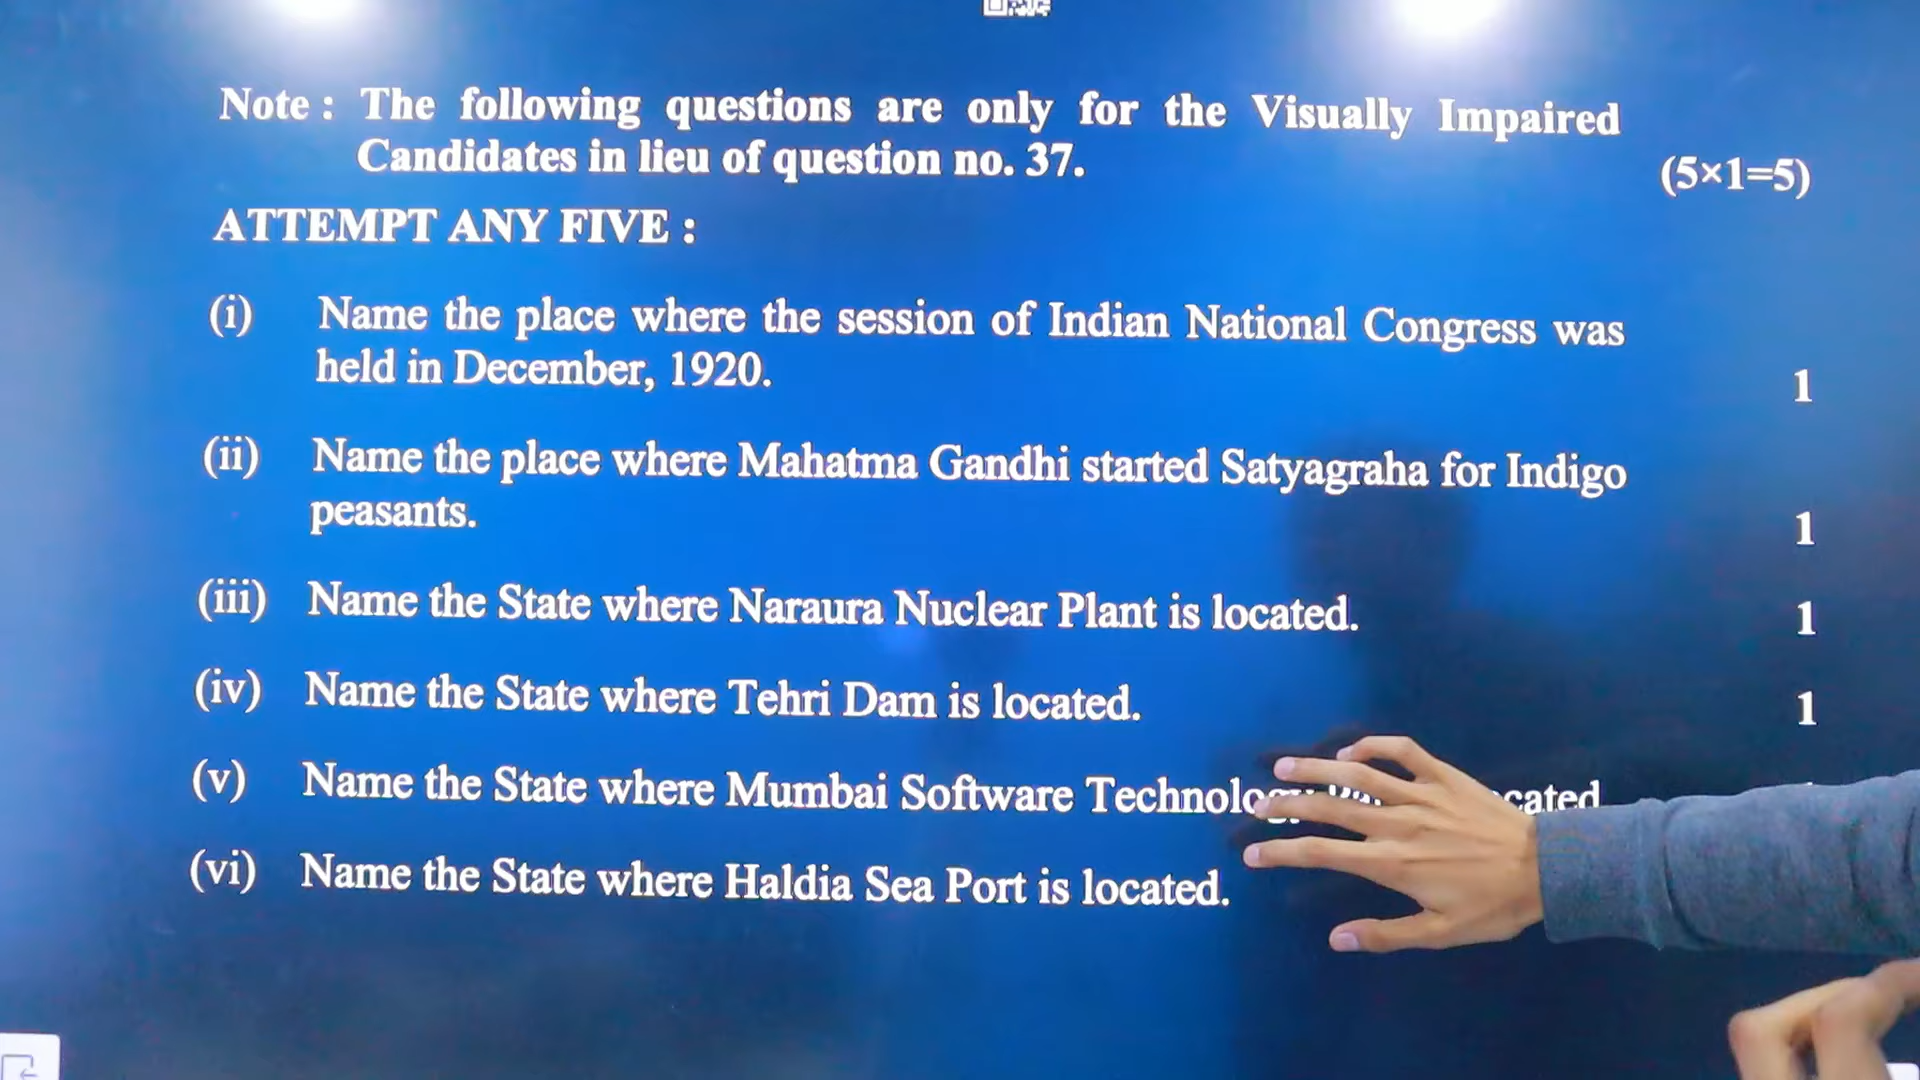 Note : The following questions are only for the Visually Impaired
Candidates in lieu of question no. 37.
(5×1=5)
ATTEMPT ANY FIVE :
(i) Name the place where the session of Indian National Congress was
held in December, 1920.
1
(ii) Name the place where Mahatma Gandhi started Satyagraha for Indigo
peasants.
1
(iii) Name the State where Naraura Nuclear Plant is located. 1
(iv) Name the State where Tehri Dam is located. 1
(v) Name the State where Mumbai Software
(vi) Name the State where Haldia Sea Port is located.